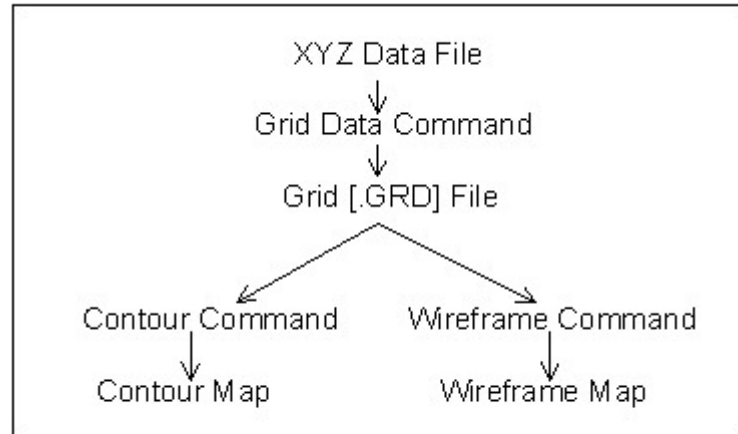 XYZ Data File
Grid Data Command
Grid [.GRD] File
Contour Command
Wireframe Command
Contour Map
Wireframe Map